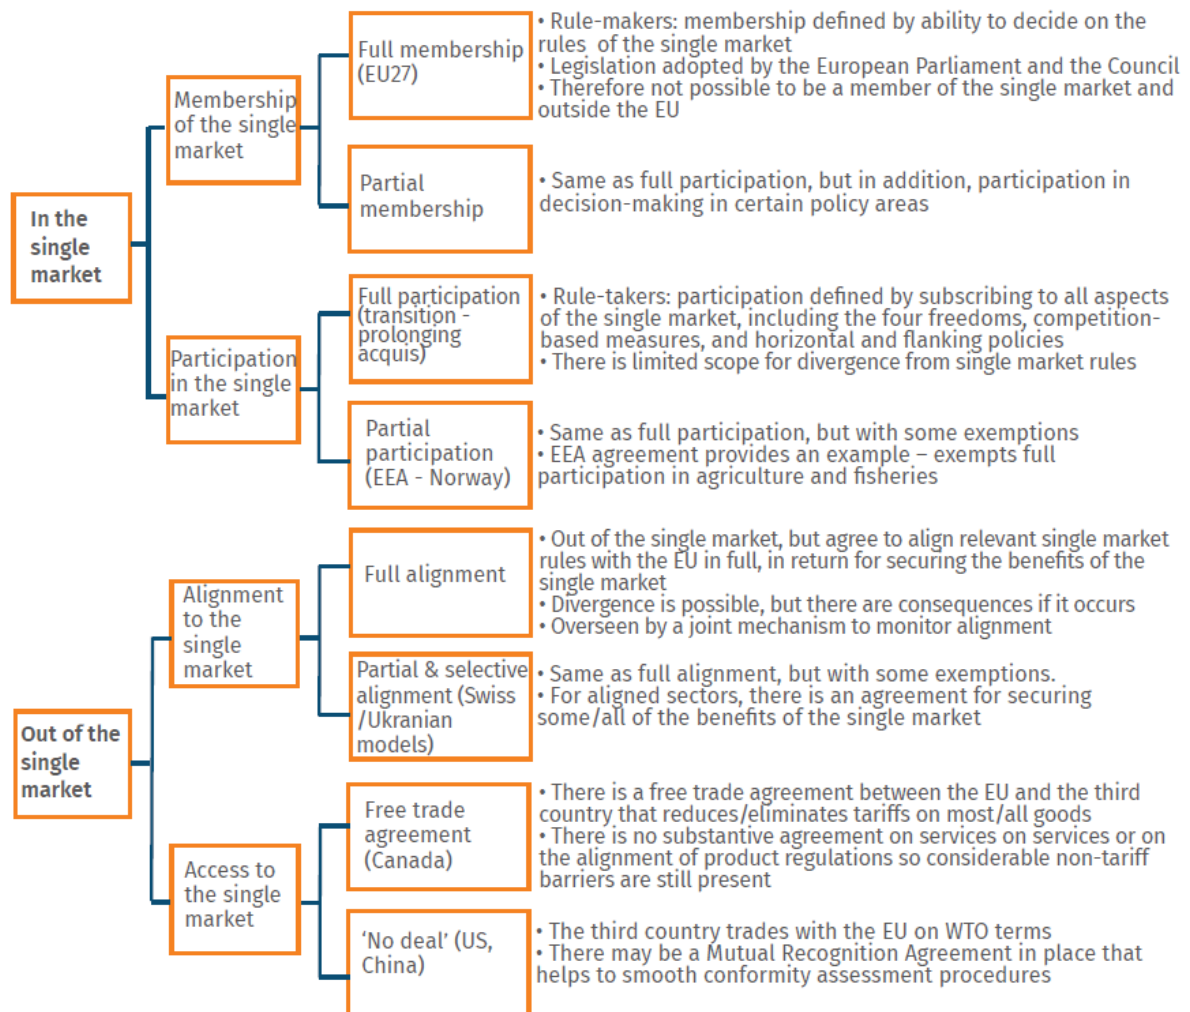 In the
single
market
Membership
of the single
market
Full membership
(EU27)
• Rule-makers: membership defined by ability to decide on the
rules of the single market
• Legislation adopted by the European Parliament and the Council
• Therefore not possible to be a member of the single market and
outside the EU
Partial
membership
• Same as full participation, but in addition, participation in
decision-making in certain policy areas
Participation
in the single
market
Full participation
(transition -
prolonging
acquis)
• Rule-takers: participation defined by subscribing to all aspects
of the single market, including the four freedoms, competition-
based measures, and horizontal and flanking policies
• There is limited scope for divergence from single market rules
Partial
participation
(EEA - Norway)
• Same as full participation, but with some exemptions
• EEA agreement provides an example – exempts full
participation in agriculture and fisheries
Out of the
single
market
Alignment
to the
single
market
Full alignment
• Out of the single market, but agree to align relevant single market
rules with the EU in full, in return for securing the benefits of the
single market
• Divergence is possible, but there are consequences if it occurs
• Overseen by a joint mechanism to monitor alignment
Partial & selective
alignment (Swiss
/Ukranian
models)
• Same as full alignment, but with some exemptions.
• For aligned sectors, there is an agreement for securing
some/all of the benefits of the single market
Access to
the single
market
Free trade
agreement
(Canada)
• There is a free trade agreement between the EU and the third
country that reduces/eliminates tariffs on most/all goods
• There is no substantive agreement on services on services or on
the alignment of product regulations so considerable non-tariff
barriers are still present
‘No deal’ (US,
China)
• The third country trades with the EU on WTO terms
• There may be a Mutual Recognition Agreement in place that
helps to smooth conformity assessment procedures